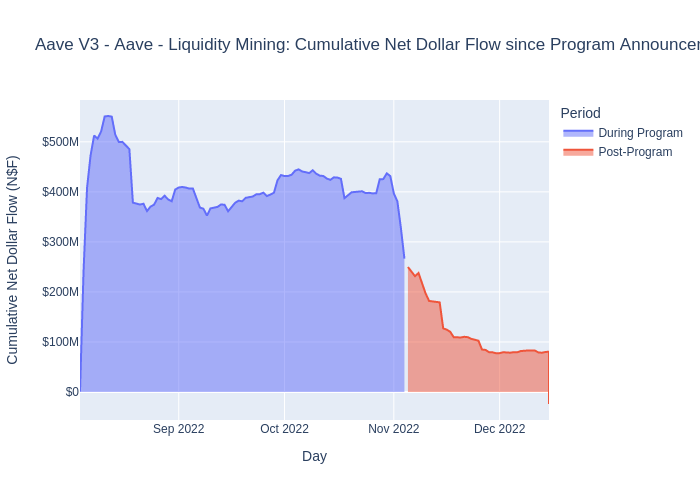 Aave V3 - Aave - Liquidity Mining: Cumulative Net Dollar Flow since Program Announcer
Period
During Program
Post-Program
Cumulative Net Dollar Flow (N$F)
$500M
$400M
$300M
$200M
$100M
$0
Sep 2022
Oct 2022
Nov 2022
Dec 2022
Day